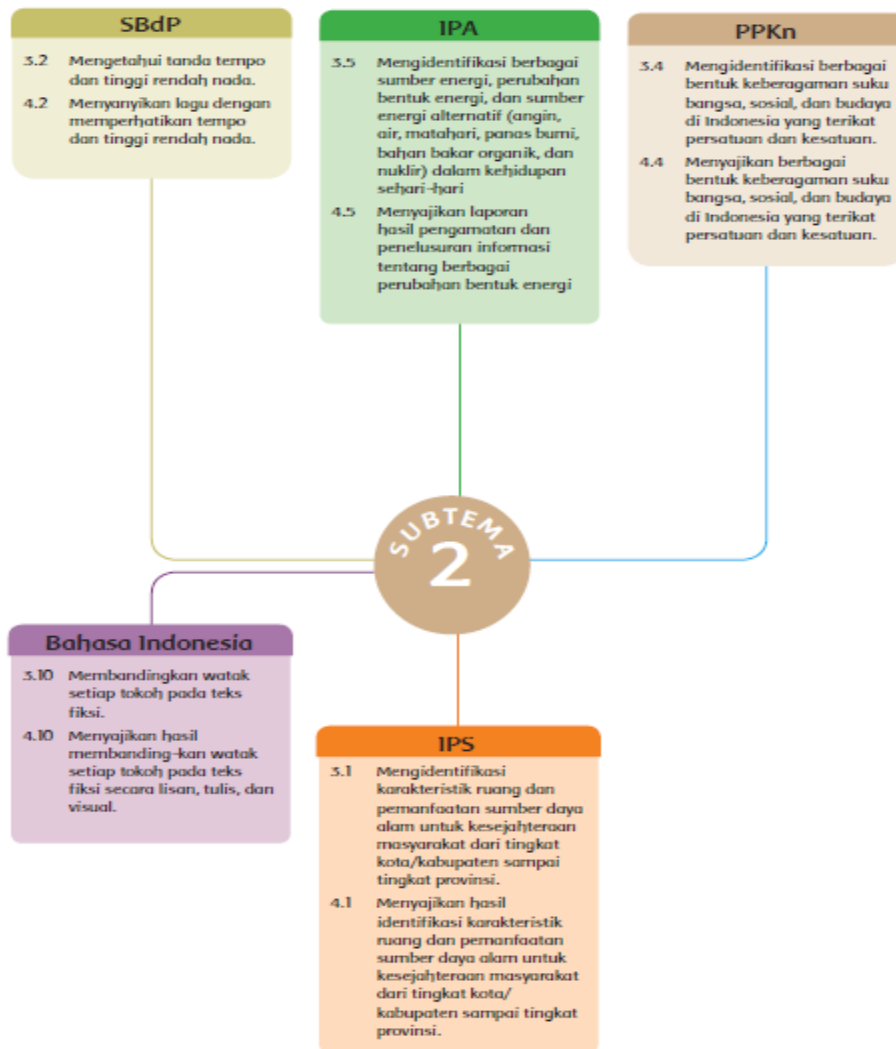 SBdP
3.2 Mengetahui tanda tempo
dan tinggi rendah nada.
4.2 Menyanyikan lagu dengan
memperhatikan tempo
dan tinggi rendah nada.
IPA
3.5 Mengidentifikasi berbagai
sumber energi, perubahan
bentuk energi, dan sumber
energi alternatif (angin,
air, matahari, panas bumi,
bahan bakar organik, dan
nuklir) dalam kehidupan
sehari-hari
4.5 Menyajikan laporan
hasil pengamatan dan
penelusuran informasi
tentang berbagai
perubahan bentuk energi
PPKn
3.4 Mengidentifikasi berbagai
bentuk keberagaman suku
bangsa, sosial, dan budaya
di Indonesia yang terikat
persatuan dan kesatuan.
4.4 Menyajikan berbagai
bentuk keberagaman suku
bangsa, sosial, dan budaya
di Indonesia yang terikat
persatuan dan kesatuan.
SUBTEMA
2
Bahasa Indonesia
3.10 Membandingkan watak
setiap tokoh pada teks
fiksi.
4.10 Menyajikan hasil
membanding-kan watak
setiap tokoh pada teks
fiksi secara lisan, tulis, dan
visual.
IPS
3.1 Mengidentifikasi
karakteristik ruang dan
pemanfaatan sumber daya
alam untuk kesejahteraan
masyarakat dari tingkat
kota/kabupaten sampai
tingkat provinsi.
4.1 Menyajikan hasil
identifikasi karakteristik
ruang dan pemanfaatan
sumber daya alam untuk
kesejahteraan masyarakat
dari tingkat kota/
kabupaten sampai tingkat
provinsi.